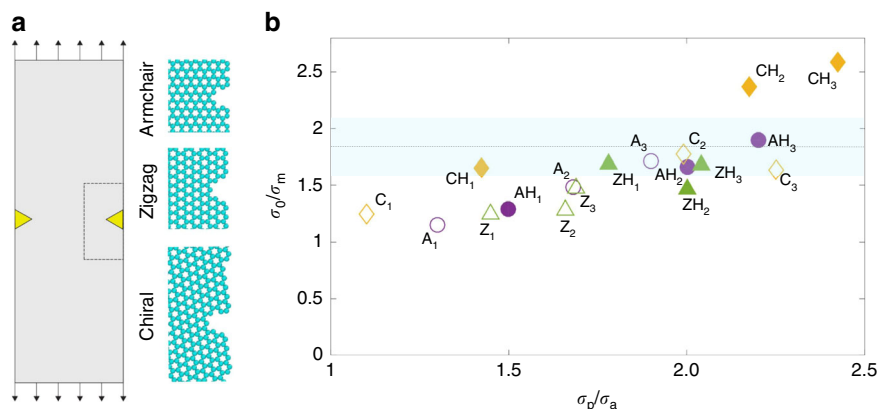 a
Armchair
Zigzag
Chiral
b
σ₀/σₘ
2.5
2
1.5
1
0.5
0
CH₂
CH₃
C₂
AH₃
A₃
A₂
CH₁
AH₁
ZH₁
AH₂
ZH₃
C₃
C₁
Z₃
ZH₂
A₁
Z₁
Z₂
1
1.5
2.0
2.5
σₚ/σₐ